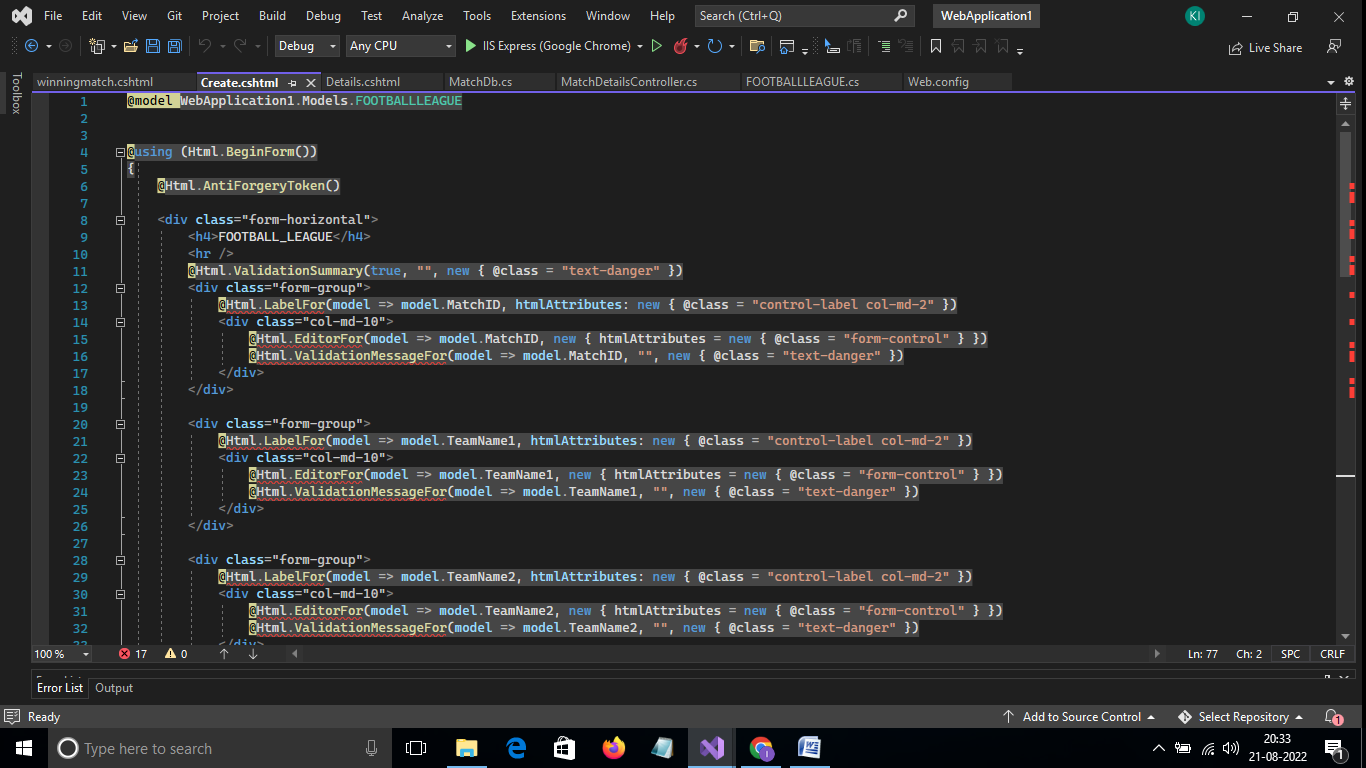 File Edit View Git Project Build Debug Test Analyze Tools Extensions Window Help Search (Ctrl+Q) WebApplication1 KI
Debug Any CPU IIS Express (Google Chrome) Live Share
Toolbox
winningmatch.cshtml Create.cshtml Details.cshtml MatchDb.cs MatchDetailsController.cs FOOTBALLLEAGUE.cs Web.config
1 @model WebApplication1.Models.FOOTBALLLEAGUE
2
3
4 @using (Html.BeginForm())
5 {
6 @Html.AntiForgeryToken()
7
8 <div class="form-horizontal">
9 <h4>FOOTBALL_LEAGUE</h4>
10 <hr />
11 @Html.ValidationSummary(true, "", new { @class = "text-danger" })
12 <div class="form-group">
13 @Html.LabelFor(model => model.MatchID, htmlAttributes: new { @class = "control-label col-md-2" })
14 <div class="col-md-10">
15 @Html.EditorFor(model => model.MatchID, new { htmlAttributes = new { @class = "form-control" } })
16 @Html.ValidationMessageFor(model => model.MatchID, "", new { @class = "text-danger" })
17 </div>
18 </div>
19
20 <div class="form-group">
21 @Html.LabelFor(model => model.TeamName1, htmlAttributes: new { @class = "control-label col-md-2" })
22 <div class="col-md-10">
23 @Html.EditorFor(model => model.TeamName1, new { htmlAttributes = new { @class = "form-control" } })
24 @Html.ValidationMessageFor(model => model.TeamName1, "", new { @class = "text-danger" })
25 </div>
26 </div>
27
28 <div class="form-group">
29 @Html.LabelFor(model => model.TeamName2, htmlAttributes: new { @class = "control-label col-md-2" })
30 <div class="col-md-10">
31 @Html.EditorFor(model => model.TeamName2, new { htmlAttributes = new { @class = "form-control" } })
32 @Html.ValidationMessageFor(model => model.TeamName2, "", new { @class = "text-danger" })
33 </div>
100 % 17 0 Ln: 77 Ch: 2 SPC CRLF
Error List Output
Ready Add to Source Control Select Repository 1
Type here to search 20:33
21-08-2022 1